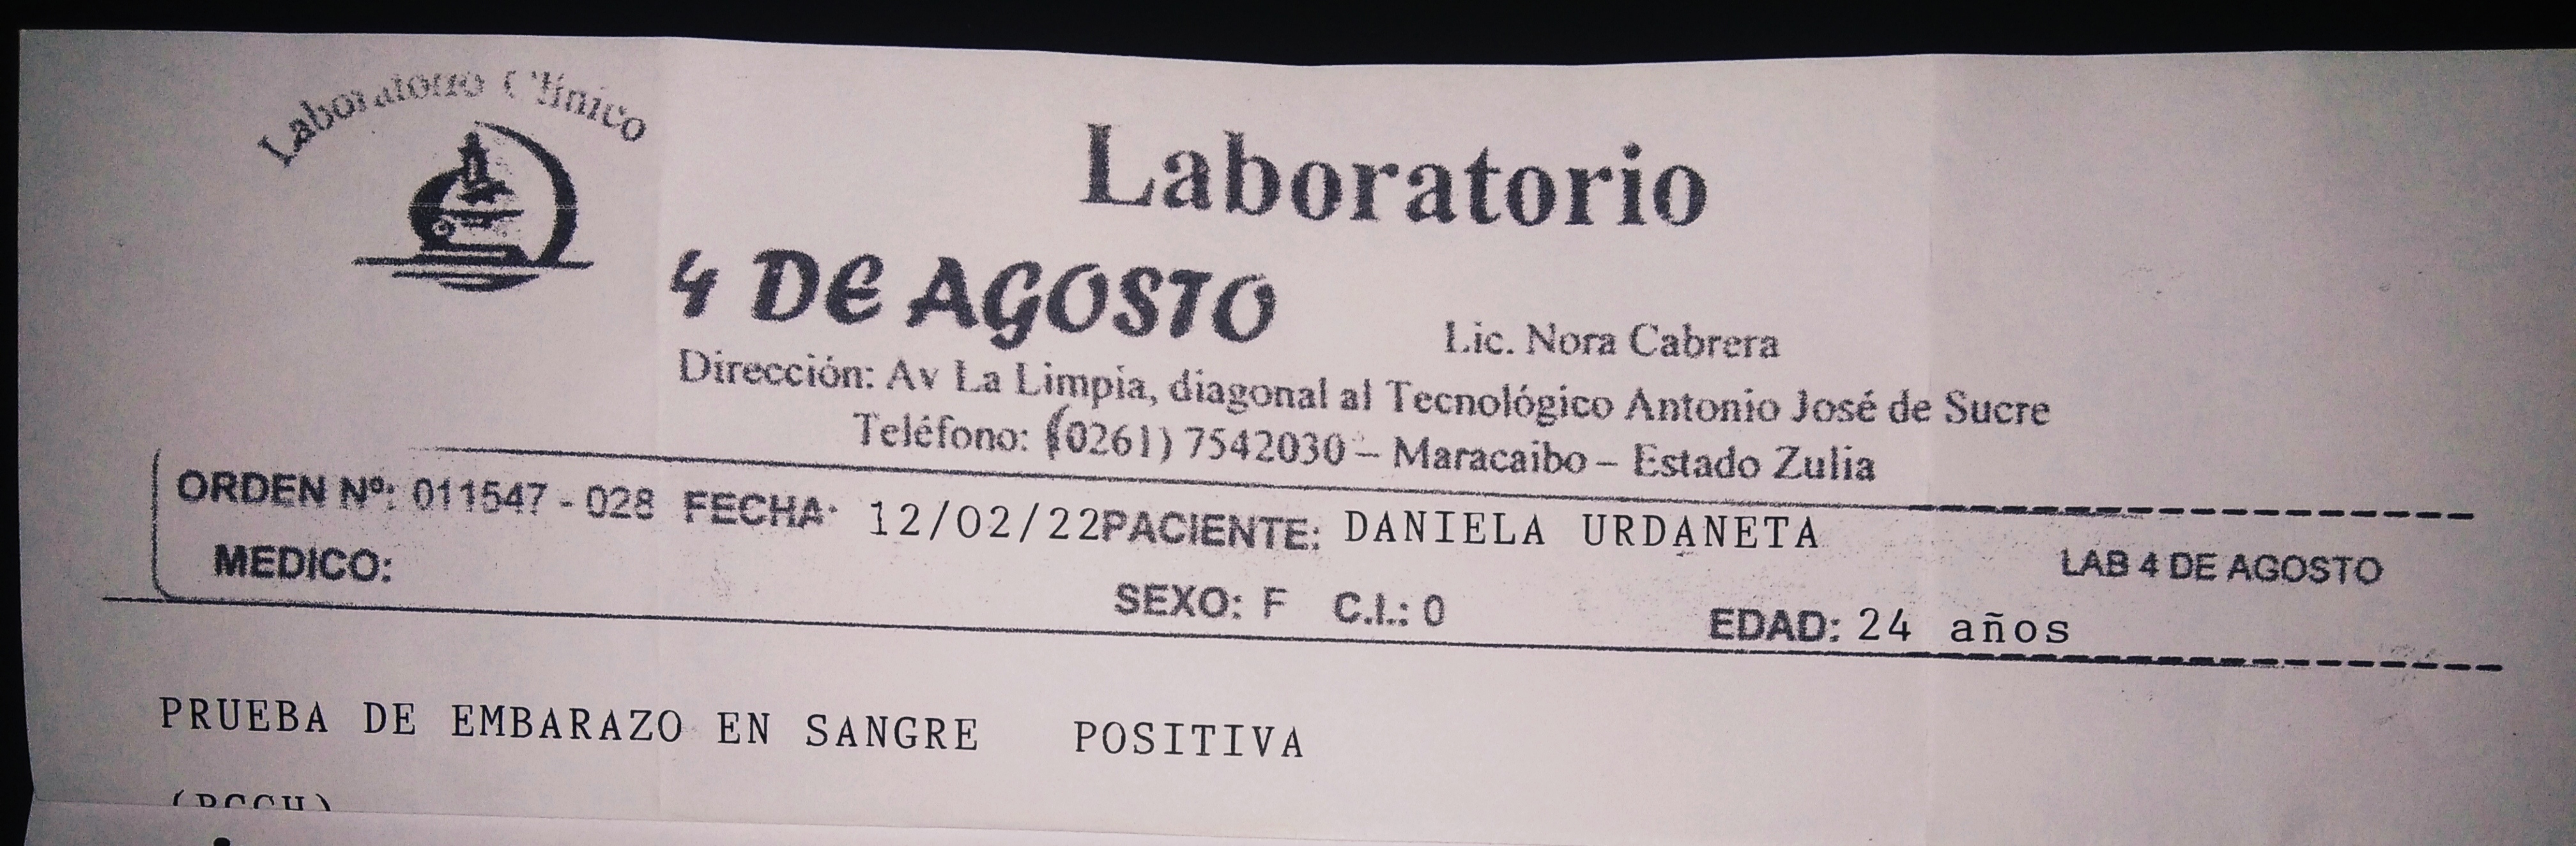 Laboratorio Clínico
Laboratorio
4 DE AGOSTO
Lic. Nora Cabrera
Dirección: Av La Limpia, diagonal al Tecnológico Antonio José de Sucre
Teléfono: (0261) 7542030 – Maracaibo – Estado Zulia
ORDEN Nº: 011547 - 028 FECHA: 12/02/22 PACIENTE: DANIELA URDANETA
LAB 4 DE AGOSTO
MEDICO:
SEXO: F C.I.: 0 EDAD: 24 años
PRUEBA DE EMBARAZO EN SANGRE POSITIVA